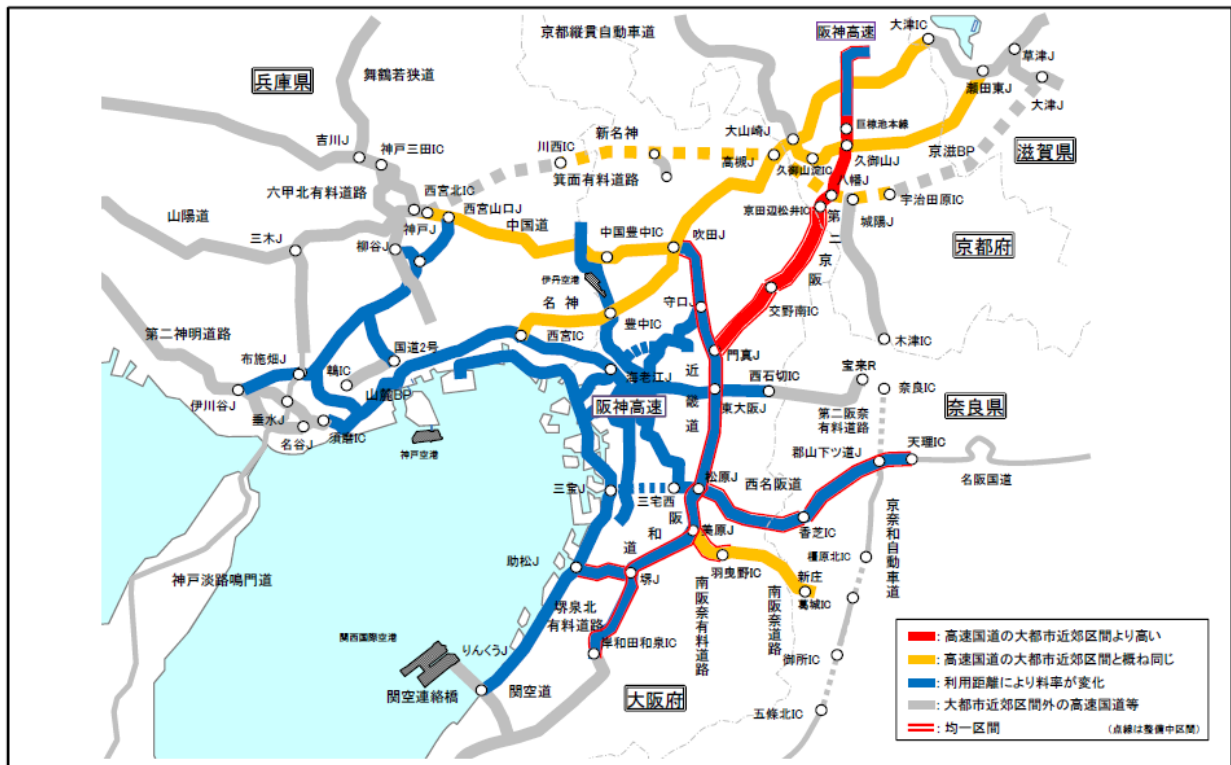 京都縦貫自動車道
阪神高速
大津IC
草津J
瀬田東J
大津J
兵庫県
舞鶴若狭道
吉川J
神戸三田IC
川西IC
新名神
大山崎J
高槻J
巨椋池本線
久御山J
久御山淀IC
京滋BP
滋賀県
箕面有料道路
六甲北有料道路
西宮北IC
八幡J
宇治田原IC
山陽道
西宮山口J
神戸J
京田辺松井IC
城陽J
三木J
柳谷J
中国道
中国豊中IC
吹田J
第二京阪
京都府
伊丹空港
交野南IC
名神
守口J
第二神明道路
豊中IC
西宮IC
木津IC
布施畑J
国道2号
門真J
宝来R
鶉IC
海老江J
近畿道
西石切IC
奈良IC
山麓BP
伊川谷J
阪神高速
東大阪J
第二阪奈
有料道路
奈良県
垂水J
名谷J
須磨IC
神戸空港
郡山下ツ道J
天理IC
松原J
西名阪道
名阪国道
三宝J
三宅西
阪和道
美原J
香芝IC
京奈和自動車道
橿原北IC
助松J
羽曳野IC
新庄
葛城IC
堺J
神戸淡路鳴門道
堺泉北
有料道路
南阪奈有料道路
南阪奈道路
関西国際空港
りんくうJ
岸和田和泉IC
御所IC
関空連絡橋
関空道
大阪府
五條北IC
:高速国道の大都市近郊区間より高い
:高速国道の大都市近郊区間と概ね同じ
:利用距離により料率が変化
:大都市近郊区間外の高速国道等
:均一区間
(点線は整備中区間)